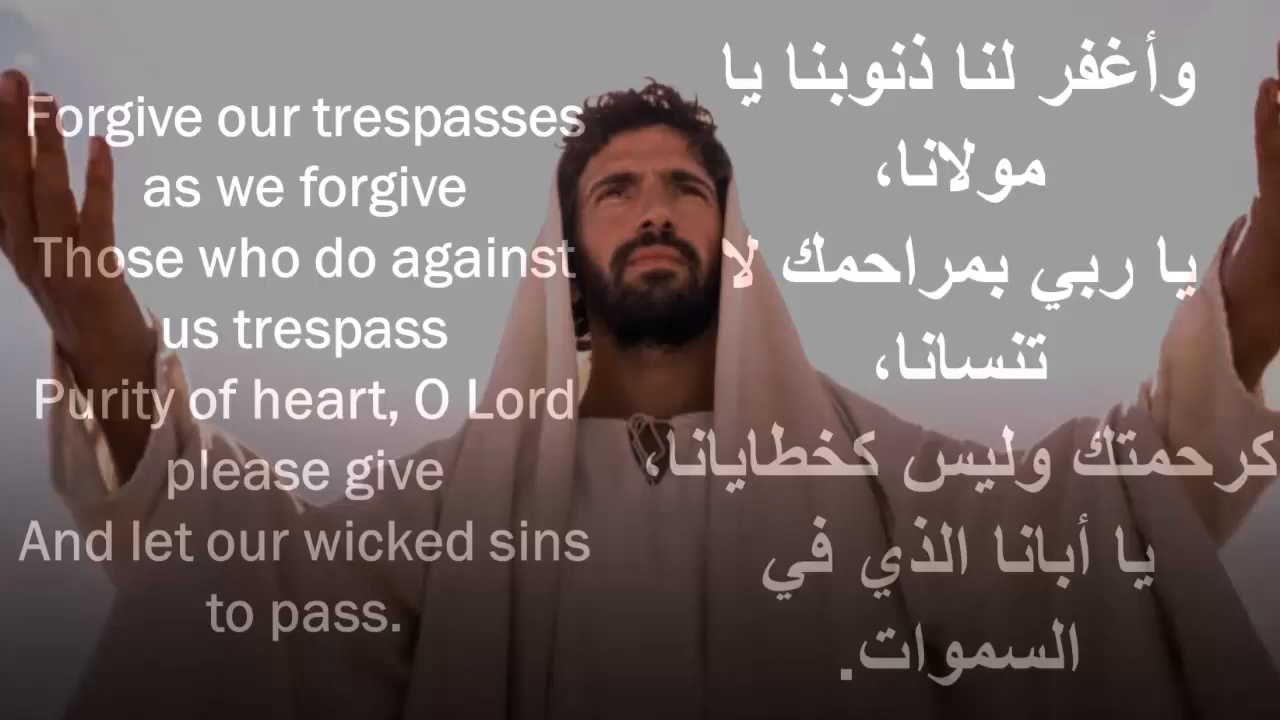 Forgive our trespasses
as we forgive
Those who do against
us trespass
Purity of heart, O Lord
please give
And let our wicked sins
to pass.
وأغفر لنا ذنوبنا يا
مولانا،
يا ربي بمراحمك لا
تنسانا،
كرحمتك وليس كخطايانا،
يا أبانا الذي في
السموات.